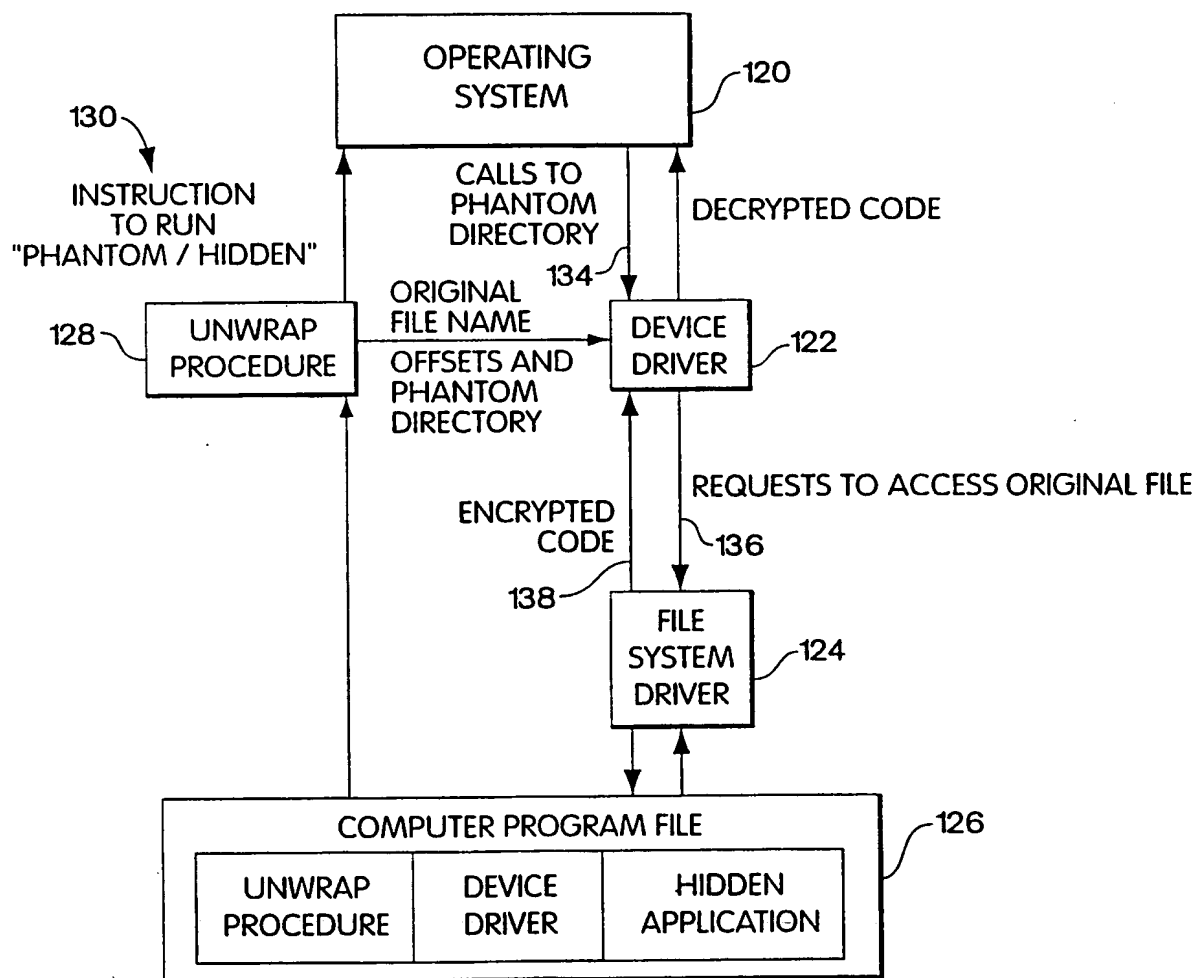 OPERATING
SYSTEM
120
130
INSTRUCTION
TO RUN
"PHANTOM / HIDDEN"
CALLS TO
PHANTOM
DIRECTORY
134
DECRYPTED CODE
128
UNWRAP
PROCEDURE
ORIGINAL
FILE NAME
OFFSETS AND
PHANTOM
DIRECTORY
DEVICE
DRIVER
122
ENCRYPTED
CODE
138
REQUESTS TO ACCESS ORIGINAL FILE
136
FILE
SYSTEM
DRIVER
124
COMPUTER PROGRAM FILE
126
UNWRAP
PROCEDURE
DEVICE
DRIVER
HIDDEN
APPLICATION